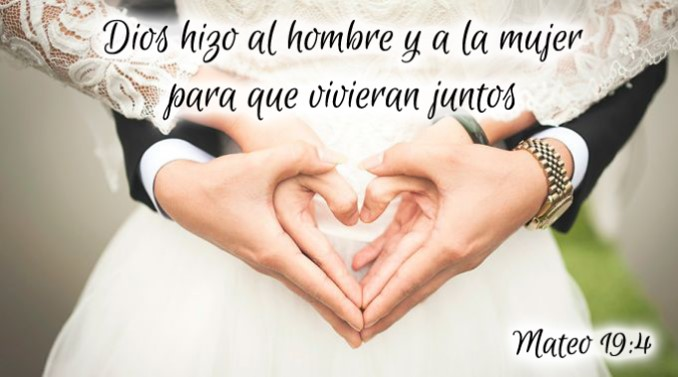 Dios hizo al hombre y a la mujer
para que vivieran juntos
Mateo 19:4